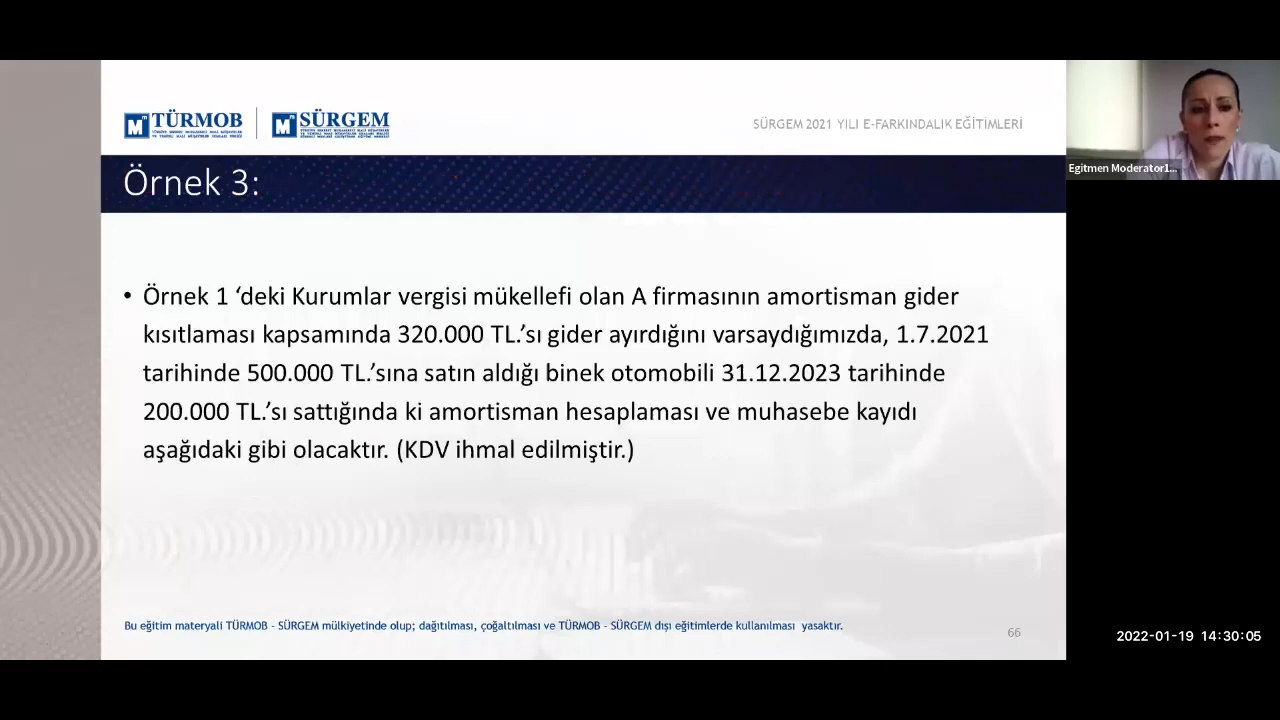 TÜRMOB
SÜRGEM
SÜRGEM 2021 YILI E-FARKINDALIK EĞİTİMLERİ
Egitmen Moderator1...
Örnek 3:
• Örnek 1 ‘deki Kurumlar vergisi mükellefi olan A firmasının amortisman gider
kısıtlaması kapsamında 320.000 TL.’sı gider ayırdığını varsaydığımızda, 1.7.2021
tarihinde 500.000 TL.’sına satın aldığı binek otomobili 31.12.2023 tarihinde
200.000 TL.’sı sattığında ki amortisman hesaplaması ve muhasebe kayıdı
aşağıdaki gibi olacaktır. (KDV ihmal edilmiştir.)
Bu eğitim materyali TÜRMOB - SÜRGEM mülkiyetinde olup; dağıtılması, çoğaltılması ve TÜRMOB - SÜRGEM dışı eğitimlerde kullanılması yasaktır.
66
2022-01-19 14:30:05